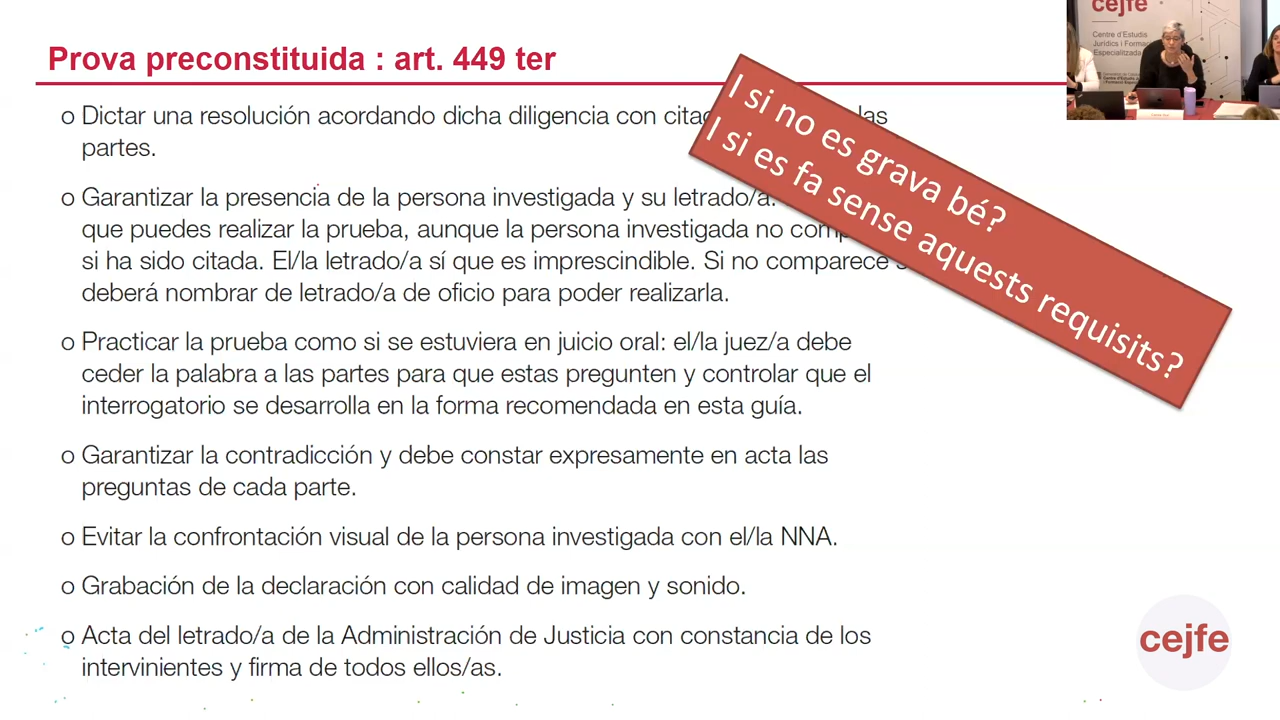 Prova preconstituida : art. 449 ter
o Dictar una resolución acordando dicha diligencia con las
partes.
o Garantizar la presencia de la persona investigada y su letrado/a.
que puedes realizar la prueba, aunque la persona investigada no
si ha sido citada. El/la letrado/a sí que es imprescindible. Si no comparece
deberá nombrar de letrado/a de oficio para poder realizarla.
o Practicar la prueba como si se estuviera en juicio oral: el/la juez/a debe
ceder la palabra a las partes para que estas pregunten y controlar que el
interrogatorio se desarrolla en la forma recomendada en esta guía.
o Garantizar la contradicción y debe constar expresamente en acta las
preguntas de cada parte.
o Evitar la confrontación visual de la persona investigada con el/la NNA.
o Grabación de la declaración con calidad de imagen y sonido.
o Acta del letrado/a de la Administración de Justicia con constancia de los
intervinientes y firma de todos ellos/as.
I si no es grava bé?
I si es fa sense aquests requisits?
cejfe
Centre d'Estudis
Jurídics i Formació
Especialitzada
cejfe